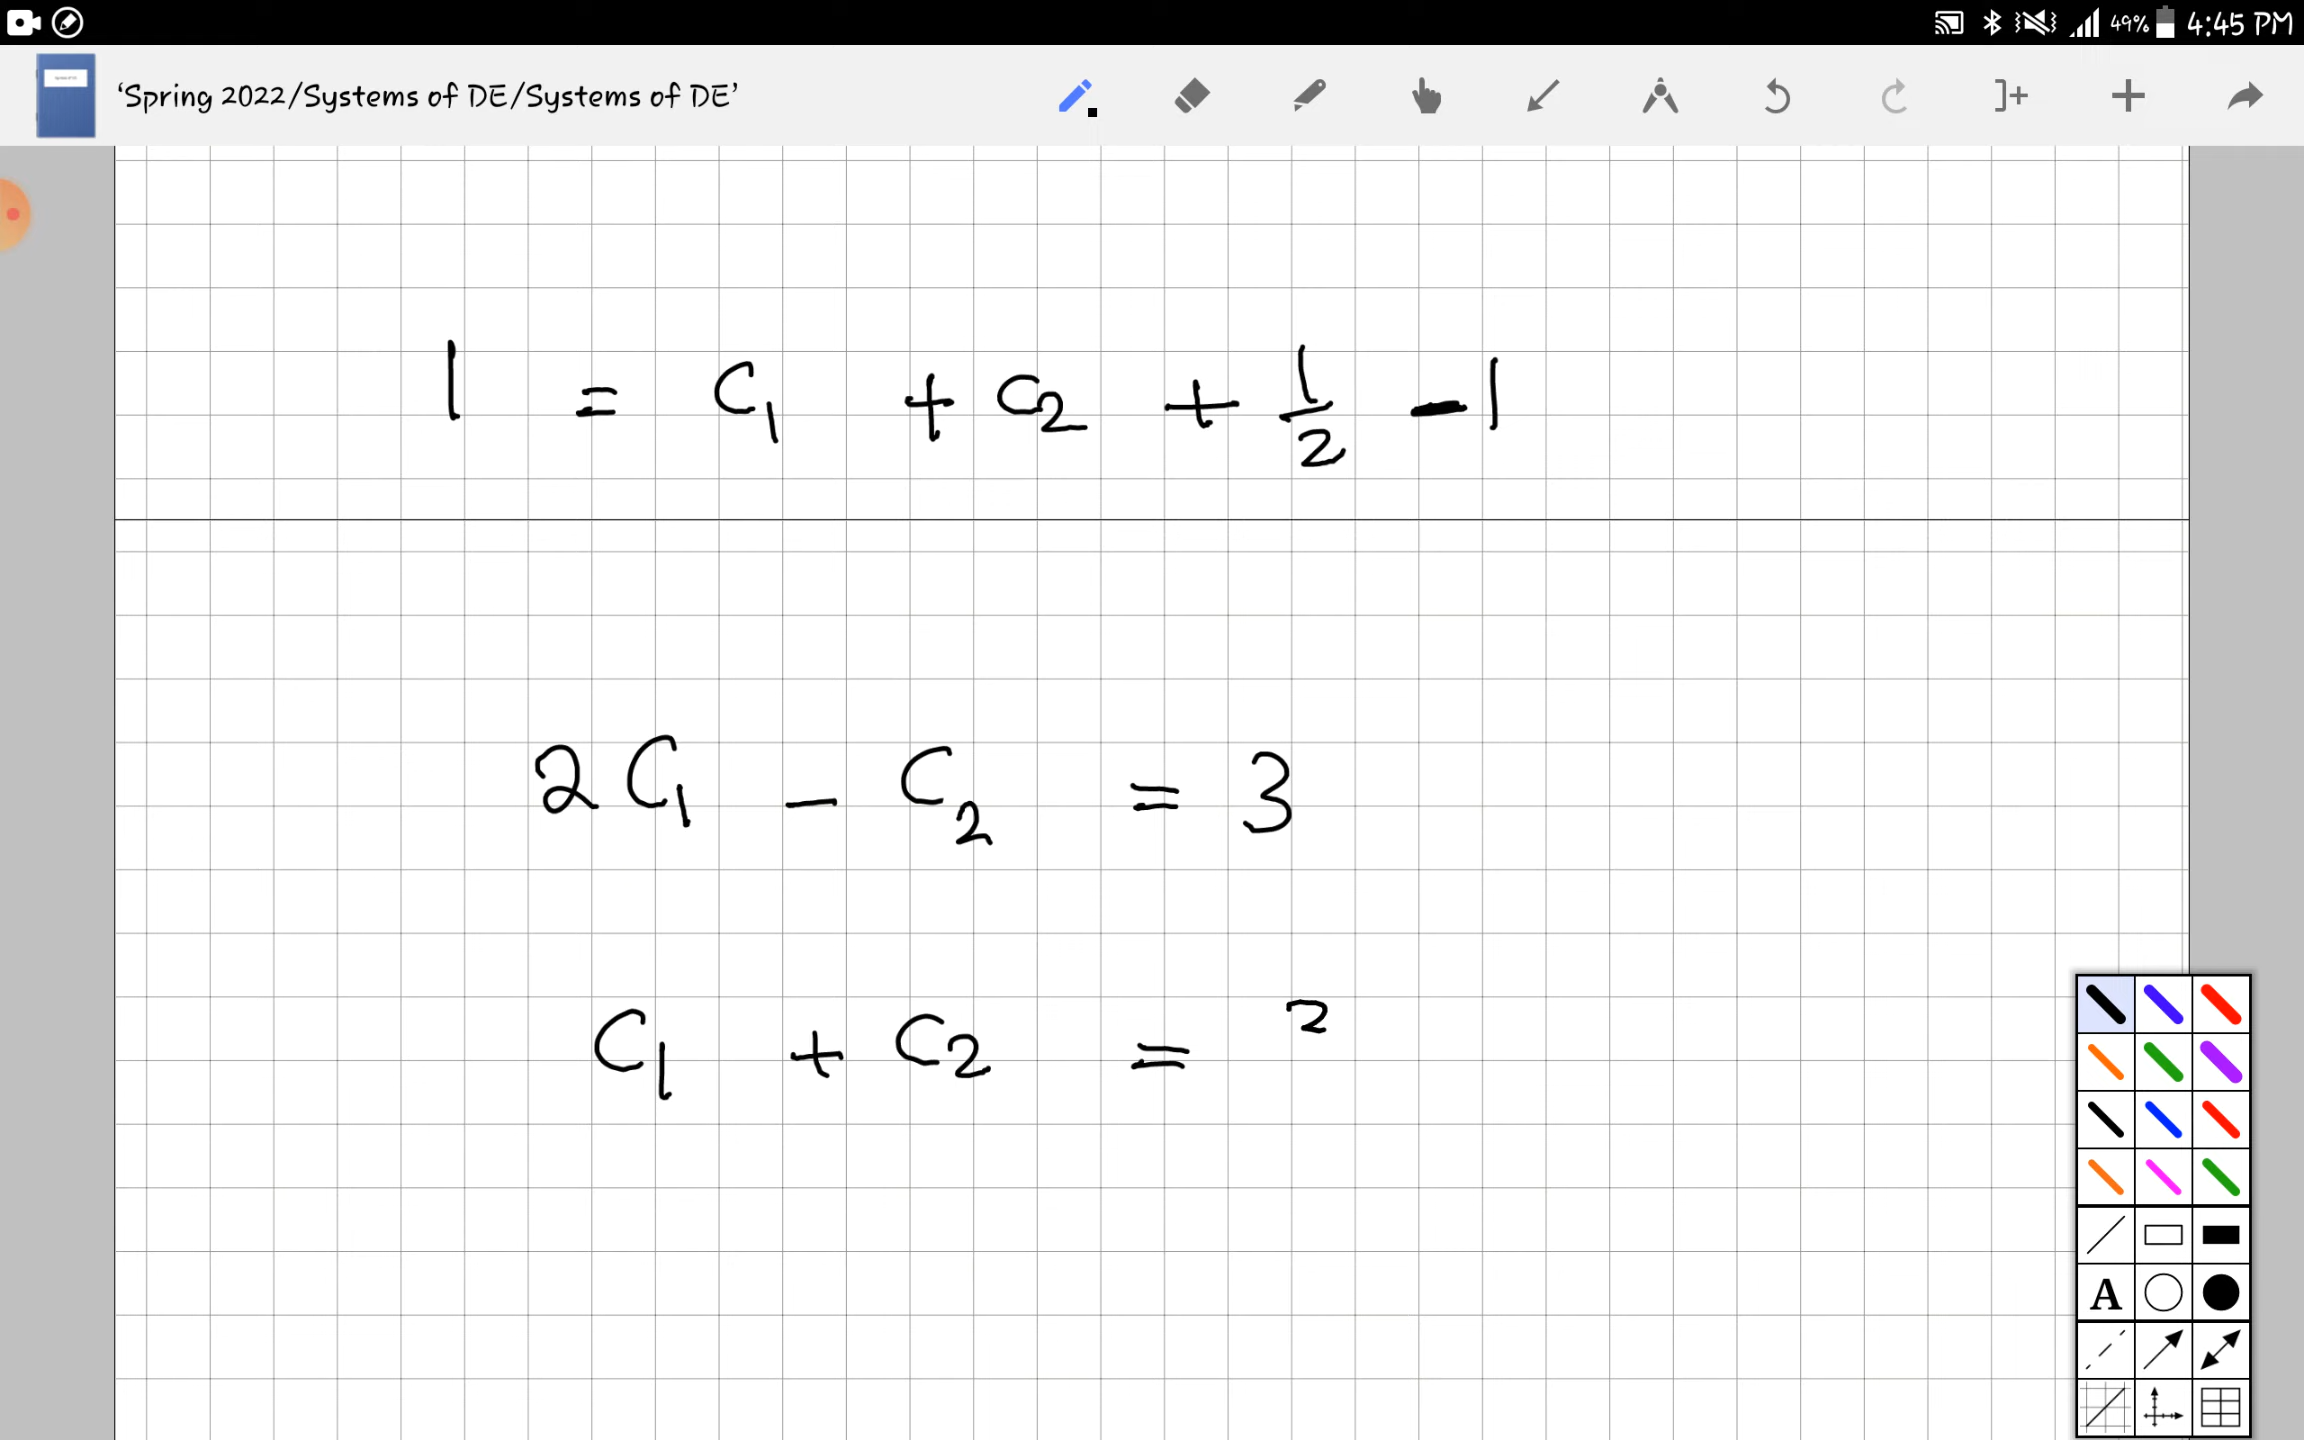 49% 4:45 PM
‘Spring 2022/Systems of DE/Systems of DE’
1 = C₁ + C₂ + 1/2 - 1
2C₁ - C₂ = 3
C₁ + C₂ =
A